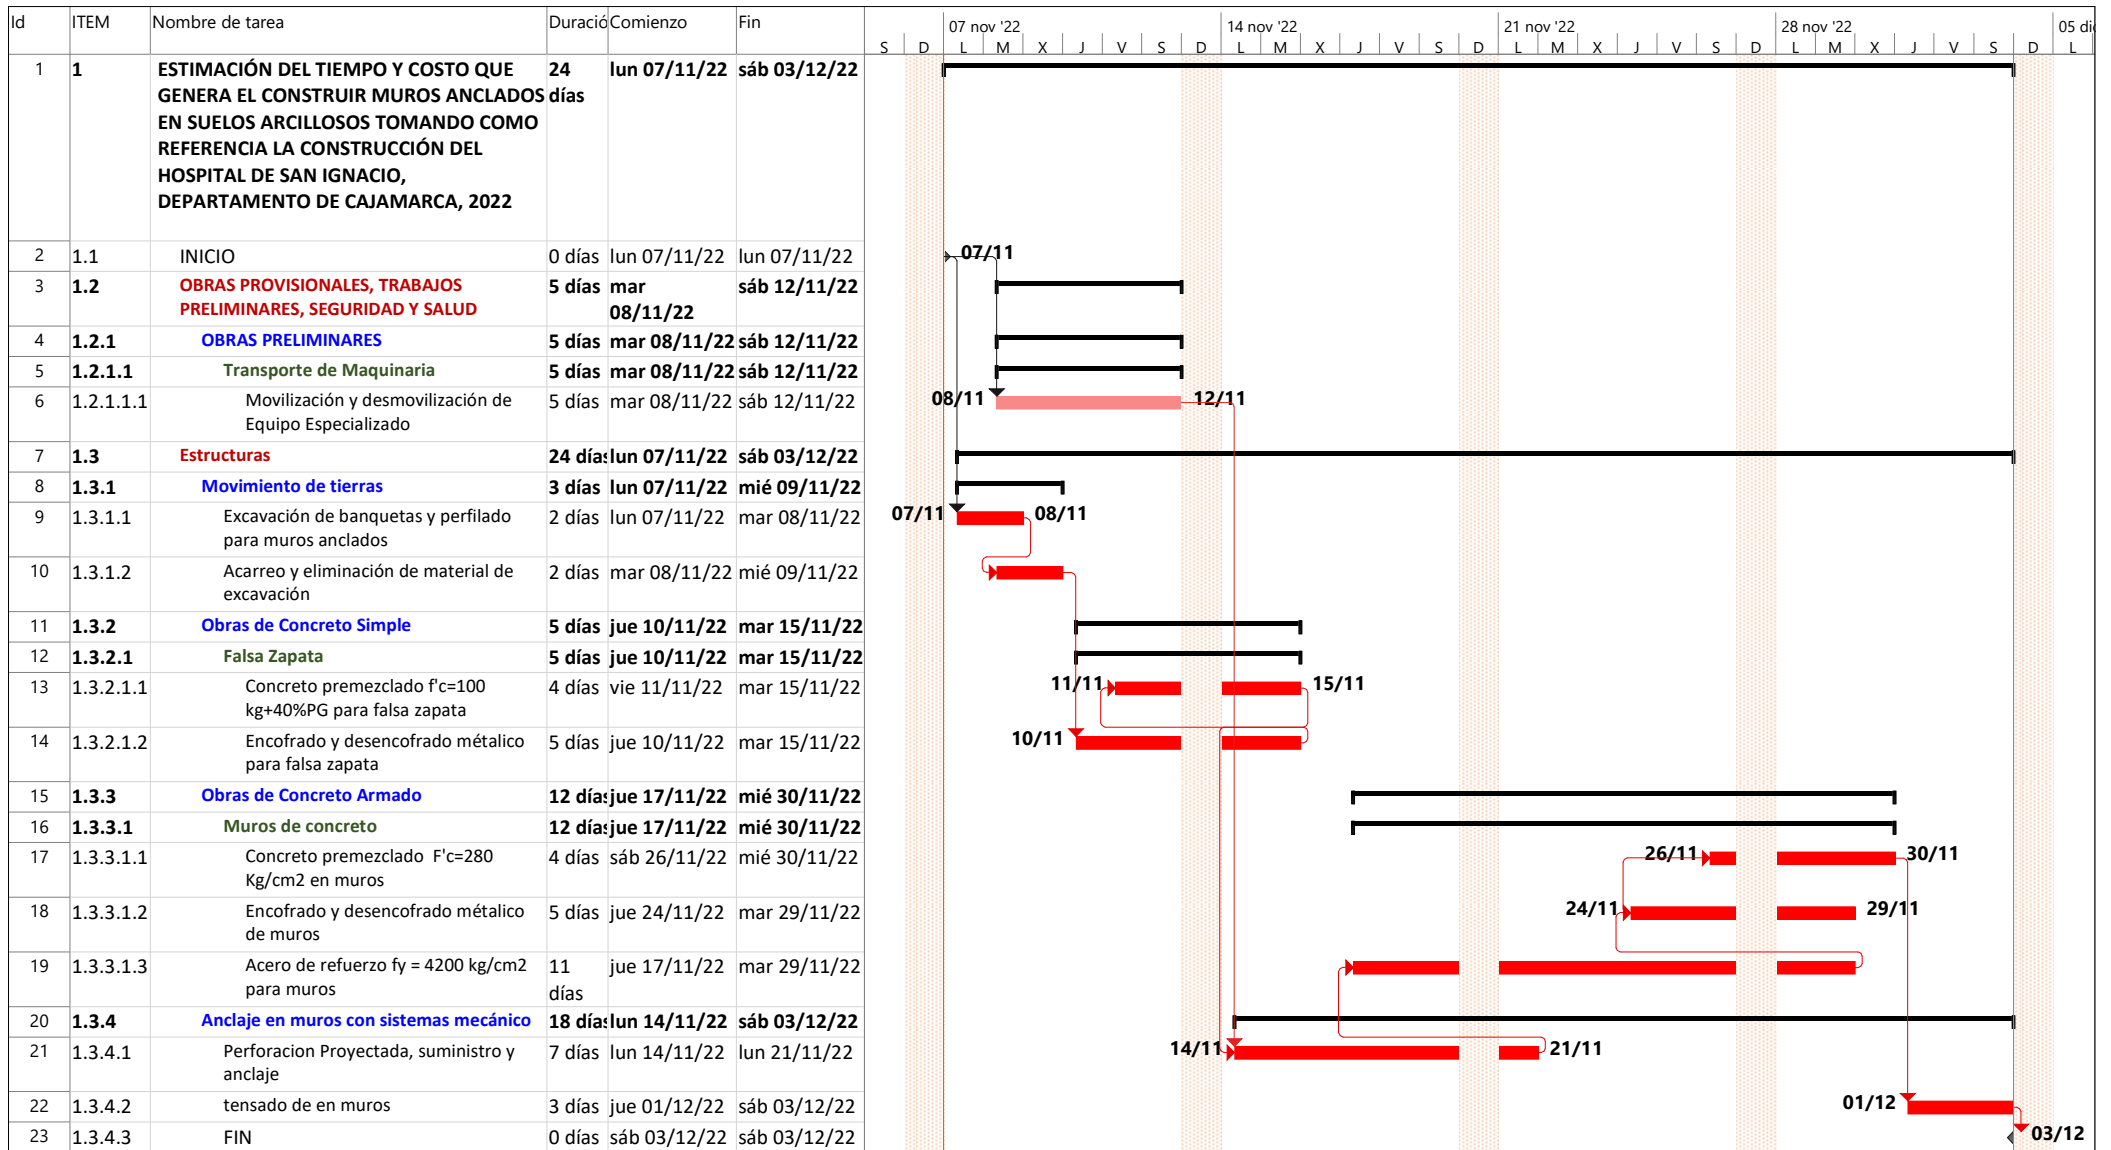 Id ITEM Nombre de tarea Duració Comienzo Fin
07 nov '22 14 nov '22 21 nov '22 28 nov '22 05 di
S D L M X J V S D L M X J V S D L M X J V S D L M X J V S D L
1 1 ESTIMACIÓN DEL TIEMPO Y COSTO QUE 24 lun 07/11/22 sáb 03/12/22
GENERA EL CONSTRUIR MUROS ANCLADOS días
EN SUELOS ARCILLOSOS TOMANDO COMO
REFERENCIA LA CONSTRUCCIÓN DEL
HOSPITAL DE SAN IGNACIO,
DEPARTAMENTO DE CAJAMARCA, 2022
2 1.1 INICIO 0 días lun 07/11/22 lun 07/11/22 07/11
3 1.2 OBRAS PROVISIONALES, TRABAJOS 5 días mar sáb 12/11/22
PRELIMINARES, SEGURIDAD Y SALUD 08/11/22
4 1.2.1 OBRAS PRELIMINARES 5 días mar 08/11/22 sáb 12/11/22
5 1.2.1.1 Transporte de Maquinaria 5 días mar 08/11/22 sáb 12/11/22
6 1.2.1.1.1 Movilización y desmovilización de 5 días mar 08/11/22 sáb 12/11/22 08/11 12/11
Equipo Especializado
7 1.3 Estructuras 24 días lun 07/11/22 sáb 03/12/22
8 1.3.1 Movimiento de tierras 3 días lun 07/11/22 mié 09/11/22
9 1.3.1.1 Excavación de banquetas y perfilado 2 días lun 07/11/22 mar 08/11/22 07/11 08/11
para muros anclados
10 1.3.1.2 Acarreo y eliminación de material de 2 días mar 08/11/22 mié 09/11/22
excavación
11 1.3.2 Obras de Concreto Simple 5 días jue 10/11/22 mar 15/11/22
12 1.3.2.1 Falsa Zapata 5 días jue 10/11/22 mar 15/11/22
13 1.3.2.1.1 Concreto premezclado f'c=100 4 días vie 11/11/22 mar 15/11/22 11/11 15/11
kg+40%PG para falsa zapata
14 1.3.2.1.2 Encofrado y desencofrado métalico 5 días jue 10/11/22 mar 15/11/22 10/11
para falsa zapata
15 1.3.3 Obras de Concreto Armado 12 días jue 17/11/22 mié 30/11/22
16 1.3.3.1 Muros de concreto 12 días jue 17/11/22 mié 30/11/22
17 1.3.3.1.1 Concreto premezclado F'c=280 4 días sáb 26/11/22 mié 30/11/22 26/11 30/11
Kg/cm2 en muros
18 1.3.3.1.2 Encofrado y desencofrado métalico 5 días jue 24/11/22 mar 29/11/22 24/11 29/11
de muros
19 1.3.3.1.3 Acero de refuerzo fy = 4200 kg/cm2 11 jue 17/11/22 mar 29/11/22
para muros días
20 1.3.4 Anclaje en muros con sistemas mecánico 18 días lun 14/11/22 sáb 03/12/22
21 1.3.4.1 Perforacion Proyectada, suministro y 7 días lun 14/11/22 lun 21/11/22 14/11 21/11
anclaje
22 1.3.4.2 tensado de en muros 3 días jue 01/12/22 sáb 03/12/22 01/12
23 1.3.4.3 FIN 0 días sáb 03/12/22 sáb 03/12/22 03/12